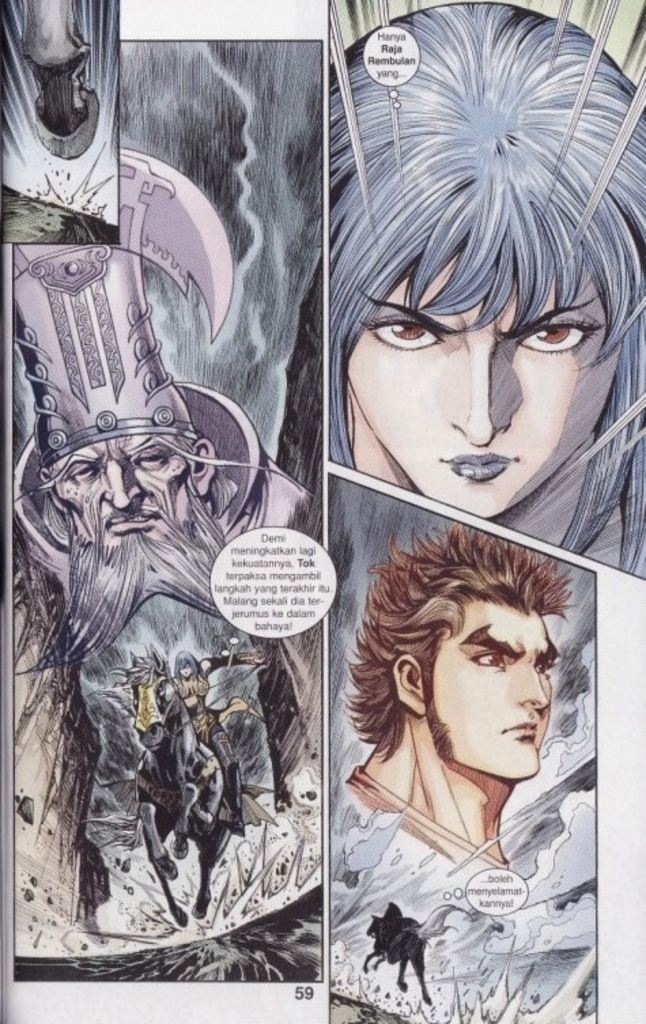 Demi
meningkatkan lagi
kekuatannya, Tok
terpaksa mengambil
langkah yang terakhir itu.
Malang sekali dia ter-
jerumus ke dalam
bahaya!
Hanya
Raja
Rembulan
yang...
...boleh
menyelamat-
kannya!
59